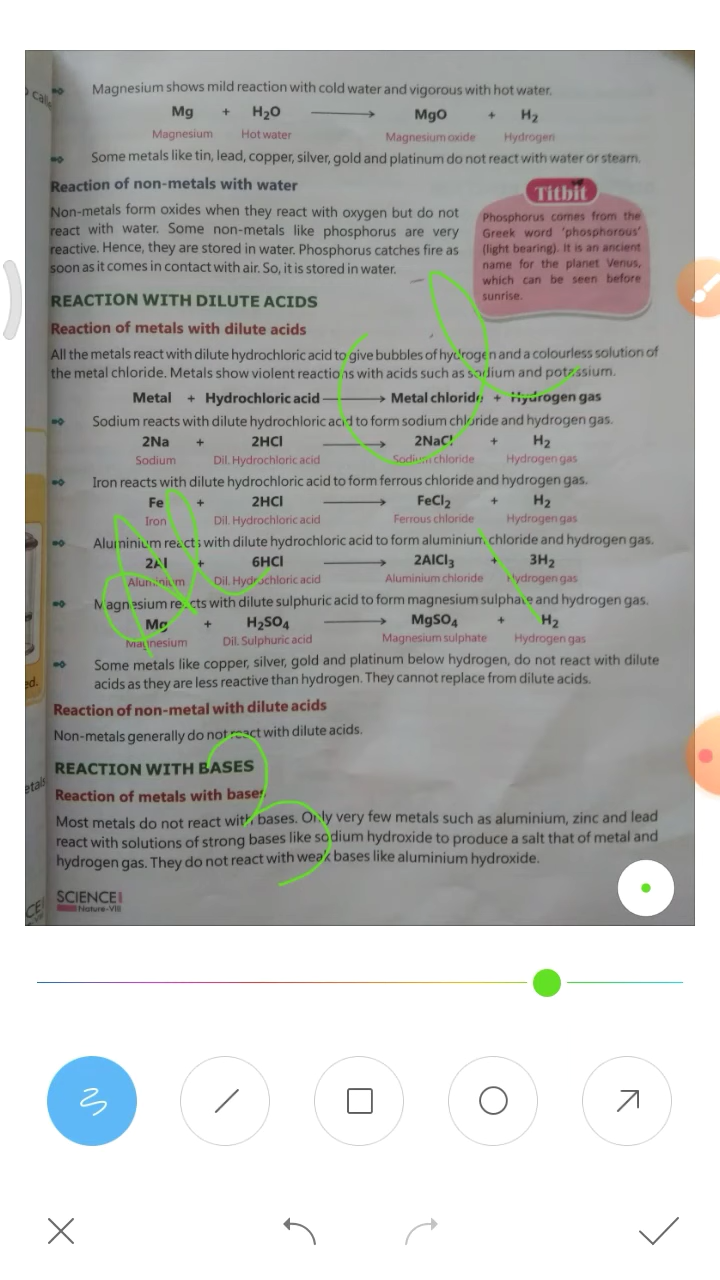 Magnesium shows mild reaction with cold water and vigorous with hot water.
Mg + H₂O ⟶ MgO + H₂
Magnesium Hot water Magnesium oxide Hydrogen
Some metals like tin, lead, copper, silver, gold and platinum do not react with water or steam.
Reaction of non-metals with water
Non-metals form oxides when they react with oxygen but do not
react with water. Some non-metals like phosphorus are very
reactive. Hence, they are stored in water. Phosphorus catches fire as
soon as it comes in contact with air. So, it is stored in water.
Titbit
Phosphorus comes from the
Greek word 'phosphorous'
(light bearing). It is an ancient
name for the planet Venus,
which can be seen before
sunrise.
REACTION WITH DILUTE ACIDS
Reaction of metals with dilute acids
All the metals react with dilute hydrochloric acid to give bubbles of hydrogen and a colourless solution of
the metal chloride. Metals show violent reactions with acids such as sodium and potassium.
Metal + Hydrochloric acid ⟶ Metal chloride + Hydrogen gas
Sodium reacts with dilute hydrochloric acid to form sodium chloride and hydrogen gas.
2Na + 2HCl ⟶ 2NaCl + H₂
Sodium Dil. Hydrochloric acid Sodium chloride Hydrogen gas
Iron reacts with dilute hydrochloric acid to form ferrous chloride and hydrogen gas.
Fe + 2HCl ⟶ FeCl₂ + H₂
Iron Dil. Hydrochloric acid Ferrous chloride Hydrogen gas
Aluminium reacts with dilute hydrochloric acid to form aluminium chloride and hydrogen gas.
2Al + 6HCl ⟶ 2AlCl₃ + 3H₂
Aluminium Dil. Hydrochloric acid Aluminium chloride Hydrogen gas
Magnesium reacts with dilute sulphuric acid to form magnesium sulphate and hydrogen gas.
Mg + H₂SO₄ ⟶ MgSO₄ + H₂
Magnesium Dil. Sulphuric acid Magnesium sulphate Hydrogen gas
Some metals like copper, silver, gold and platinum below hydrogen, do not react with dilute
acids as they are less reactive than hydrogen. They cannot replace from dilute acids.
Reaction of non-metal with dilute acids
Non-metals generally do not react with dilute acids.
REACTION WITH BASES
Reaction of metals with bases
Most metals do not react with bases. Only very few metals such as aluminium, zinc and lead
react with solutions of strong bases like sodium hydroxide to produce a salt that of metal and
hydrogen gas. They do not react with weak bases like aluminium hydroxide.
SCIENCE
Nature-VIII